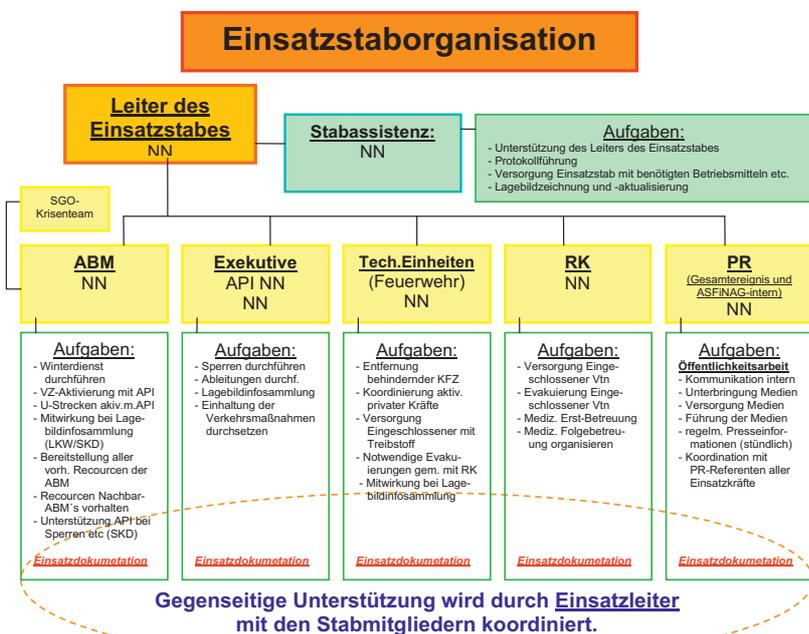 Einsatzstaborganisation
Leiter des
Einsatzstabes
NN
Stabassistenz:
NN
Aufgaben:
- Unterstützung des Leiters des Einsatzstabes
- Protokollführung
- Versorgung Einsatzstab mit benötigten Betriebsmitteln etc.
- Lagebildzeichnung und -aktualisierung
SGO-
Krisenteam
ABM
NN
Exekutive
API NN
NN
Tech.Einheiten
(Feuerwehr)
NN
RK
NN
PR
(Gesamtereignis und
ASFiNAG-intern)
NN
Aufgaben:
- Winterdienst
durchführen
- VZ-Aktivierung mit API
- U-Strecken akiv.m.API
- Mitwirkung bei Lage-
bildinfosammlung
(LKW/SKD)
- Bereitstellung aller
vorh. Recourcen der
ABM
- Recourcen Nachbar-
ABM´s vorhalten
- Unterstützung API bei
Sperren etc (SKD)
Einsatzdokumetation
Aufgaben:
- Sperren durchführen
- Ableitungen durchf.
- Lagebildinfosammlung
- Einhaltung der
Verkehrsmaßnahmen
durchsetzen
Einsatzdokumetation
Aufgaben:
- Entfernung
behindernder KFZ
- Koordinierung aktiv.
privater Kräfte
- Versorgung
Eingeschlossener mit
Treibstoff
- Notwendige Evaku-
ierungen gem. mit RK
- Mitwirkung bei Lage-
bildinfosammlung
Einsatzdokumetation
Aufgaben:
- Versorgung Einge-
schlossener Vtn
- Evakuierung Einge-
schlossener Vtn
- Mediz. Erst-Betreuung
- Mediz. Folgebetreu-
ung organisieren
Einsatzdokumetation
Aufgaben:
Öffentlichkeitsarbeit
- Kommunikation intern
- Unterbringung Medien
- Versorgung Medien
- Führung der Medien
- regelm. Presseinfor-
mationen (stündlich)
- Koordination mit
PR-Referenten aller
Einsatzkräfte
Einsatzdokumetation
Gegenseitige Unterstützung wird durch Einsatzleiter
mit den Stabmitgliedern koordiniert.